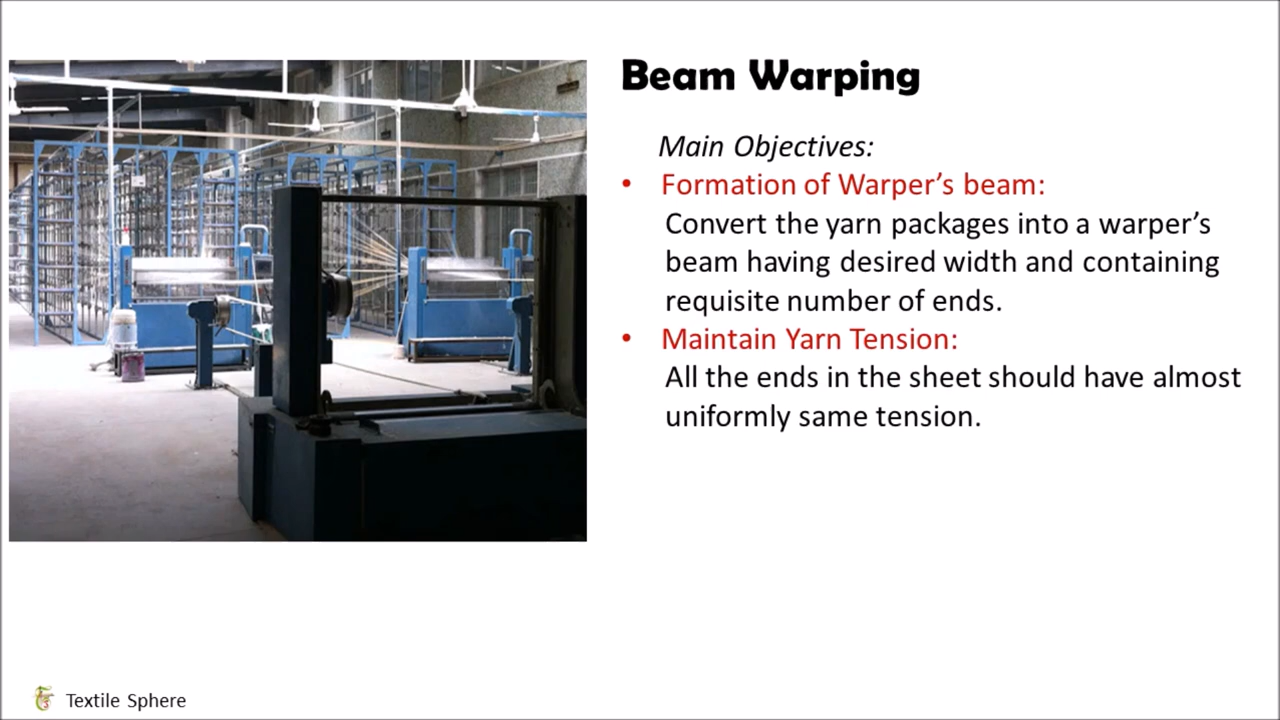 Beam Warping
Main Objectives:
• Formation of Warper’s beam:
Convert the yarn packages into a warper’s
beam having desired width and containing
requisite number of ends.
• Maintain Yarn Tension:
All the ends in the sheet should have almost
uniformly same tension.
Textile Sphere